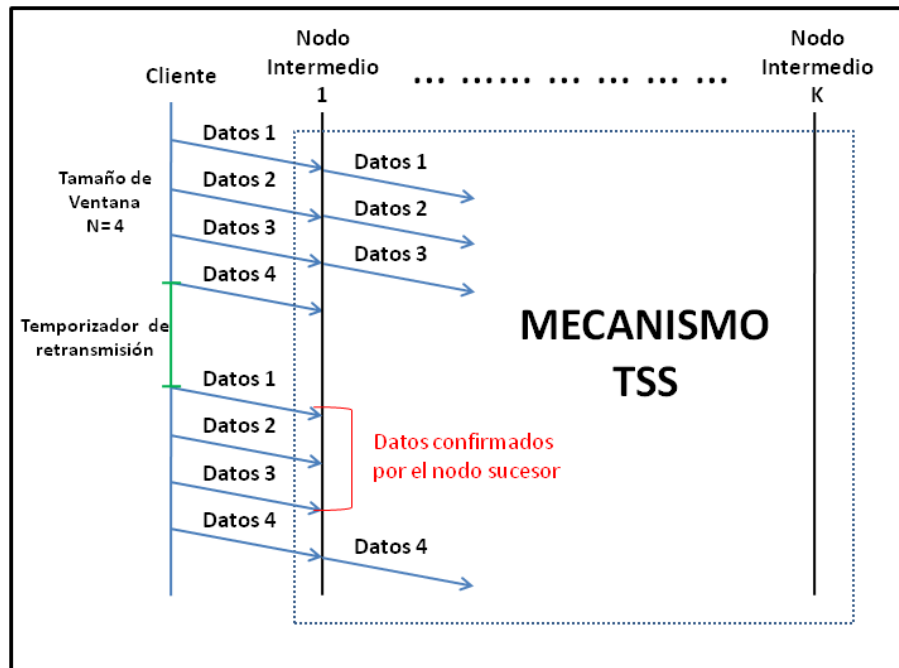 Cliente
Nodo
Intermedio
1
... ...... ... ... ... ...
Nodo
Intermedio
K
Tamaño de
Ventana
N= 4
Datos 1
Datos 1
Datos 2
Datos 2
Datos 3
Datos 3
Datos 4
Temporizador de
retransmisión
MECANISMO
TSS
Datos 1
Datos 2
Datos 3
Datos confirmados
por el nodo sucesor
Datos 4
Datos 4